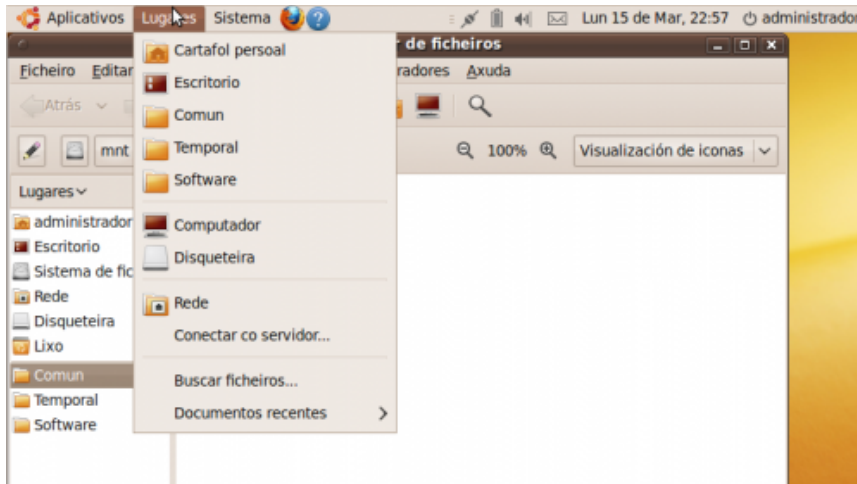 Aplicativos Lugares Sistema Lun 15 de Mar, 22:57 administrador
r de ficheiros
Ficheiro Editar radores Axuda
Atrás
mnt 100% Visualización de iconas
Lugares
administrador
Escritorio
Sistema de fic
Rede
Disqueteira
Lixo
Comun
Temporal
Software
Cartafol persoal
Escritorio
Comun
Temporal
Software
Computador
Disqueteira
Rede
Conectar co servidor...
Buscar ficheiros...
Documentos recentes